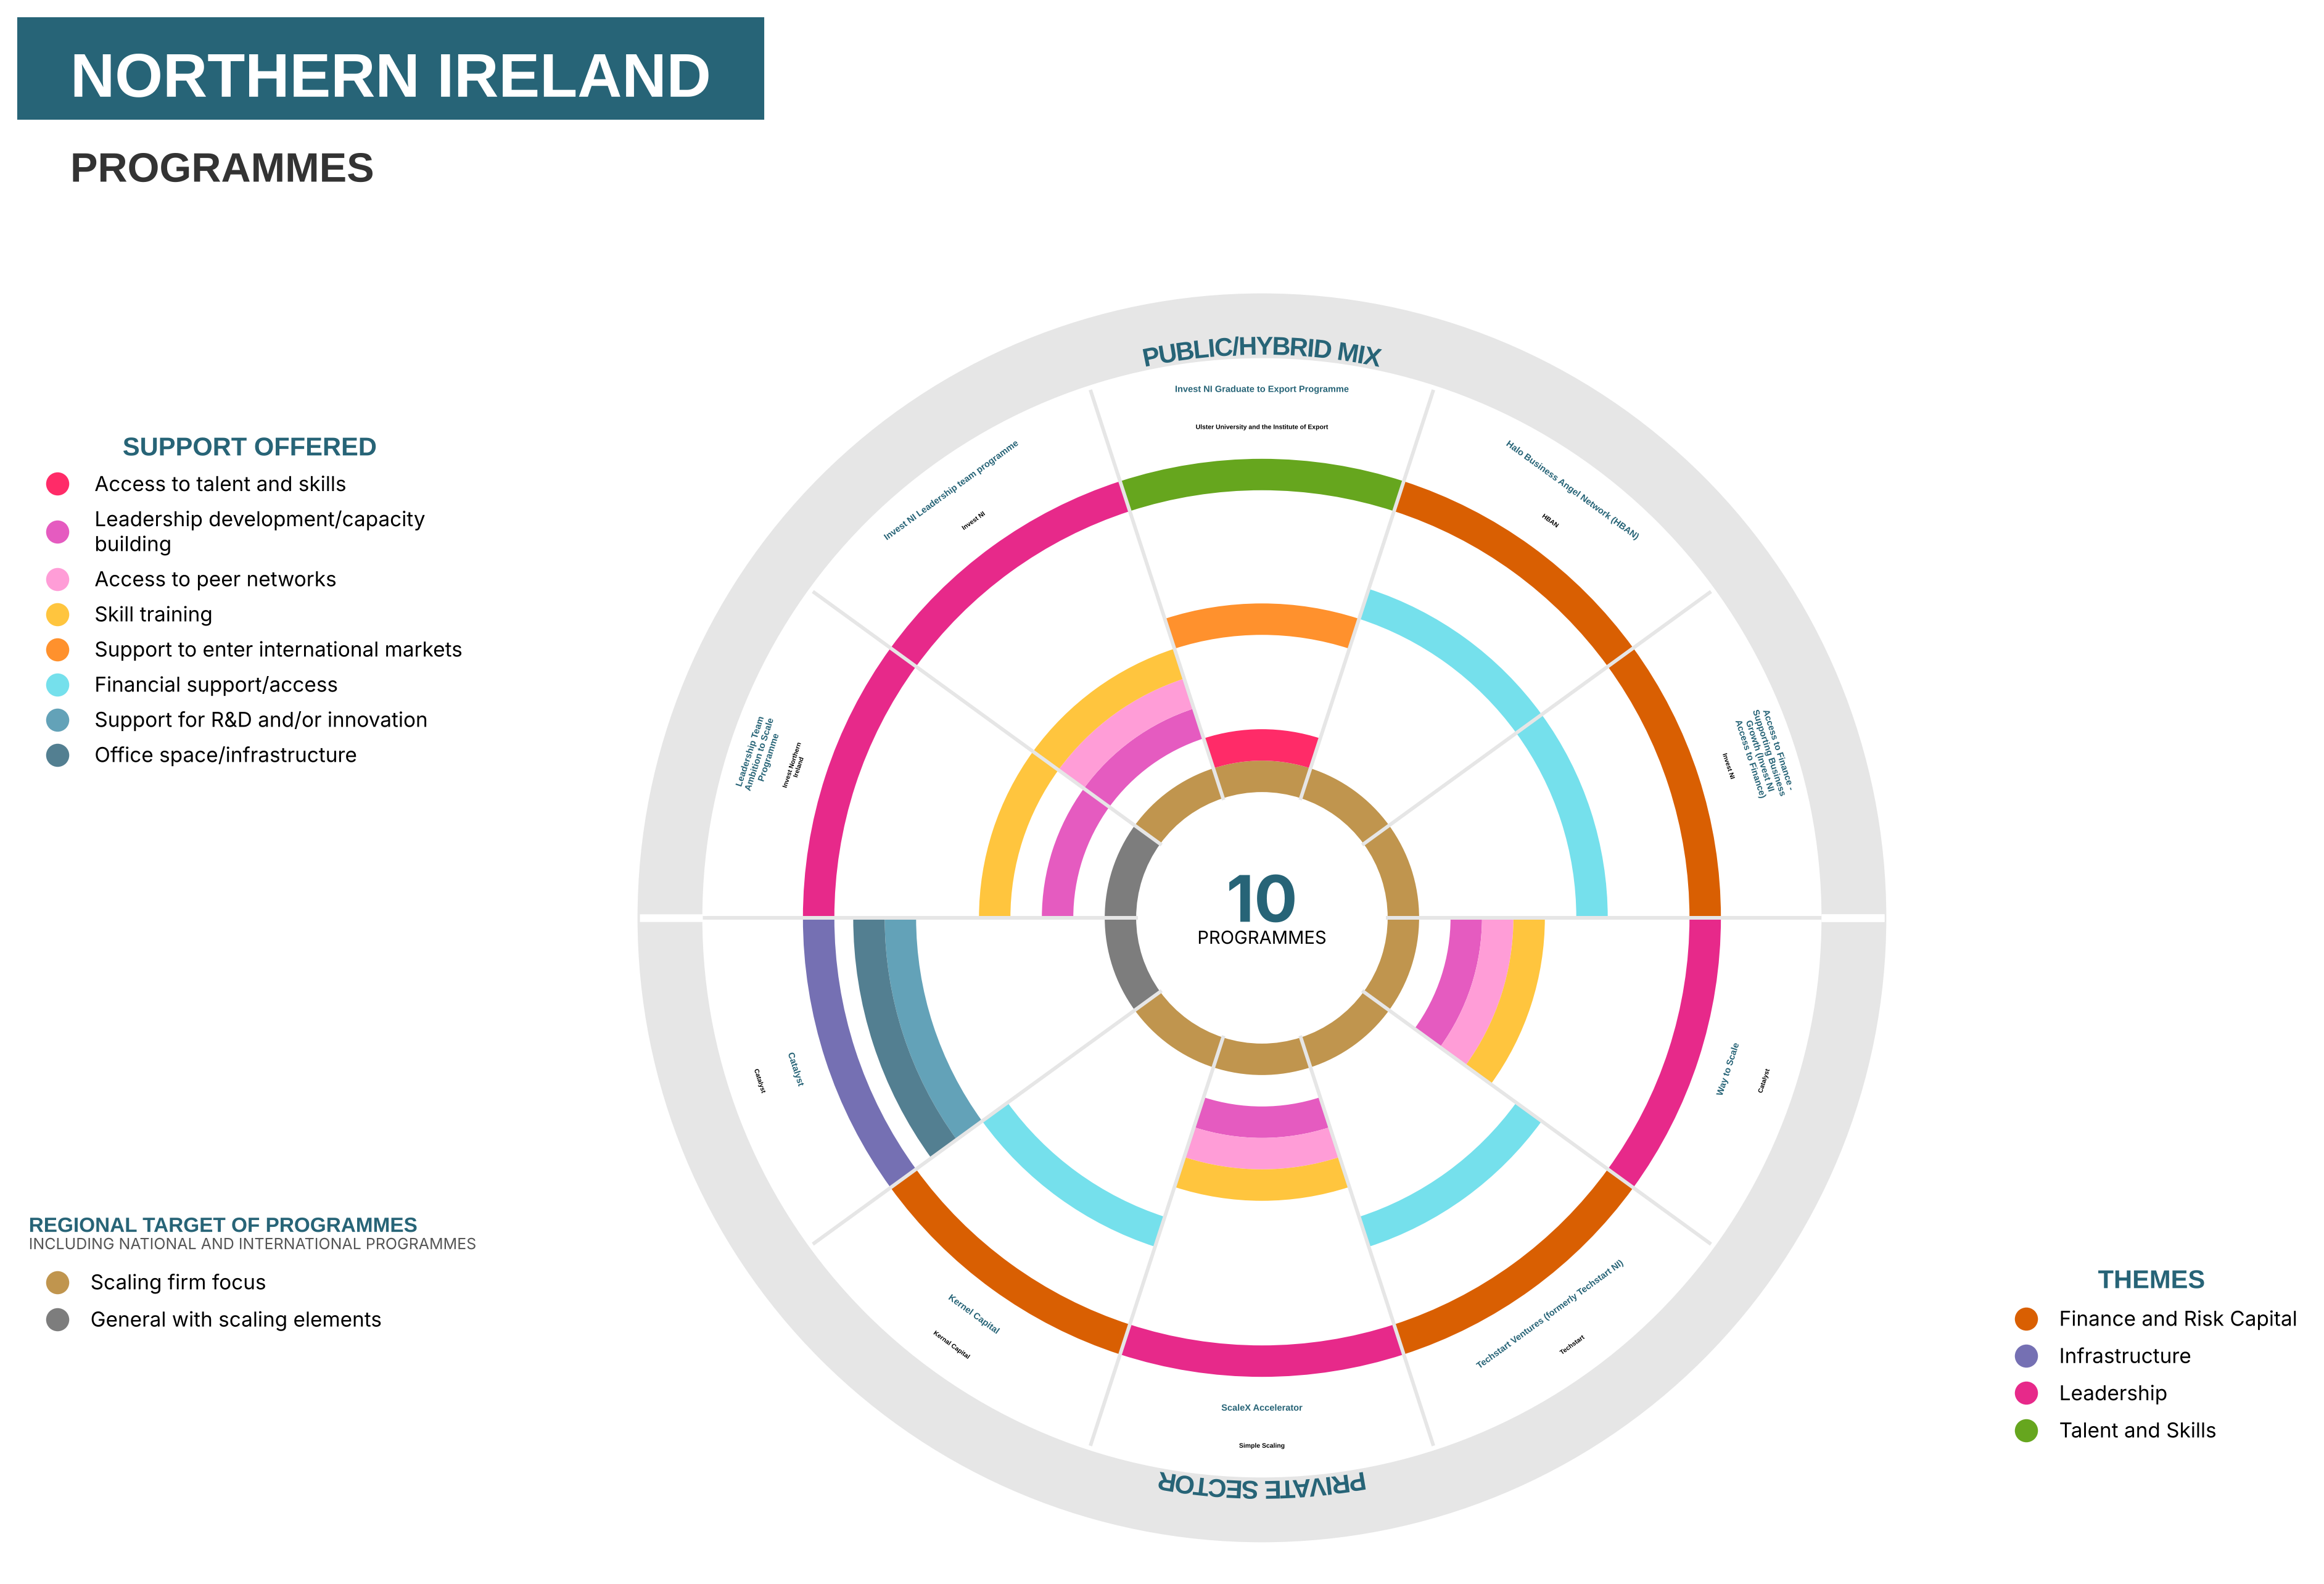 NORTHERN IRELAND
PROGRAMMES
SUPPORT OFFERED
Access to talent and skills
Leadership development/capacity
building
Access to peer networks
Skill training
Support to enter international markets
Financial support/access
Support for R&D and/or innovation
Office space/infrastructure
REGIONAL TARGET OF PROGRAMMES
INCLUDING NATIONAL AND INTERNATIONAL PROGRAMMES
Scaling firm focus
General with scaling elements
PUBLIC/HYBRID MIX
Invest NI Graduate to Export Programme
Ulster University and the Institute of Export
Halo Business Angel Network (HBAN)
HBAN
Access to Finance -
Supporting Business
Growth (Invest NI
Access to Finance)
Invest NI
Way to Scale
Catalyst
Techstart Ventures (formerly Techstart NI)
Techstart
ScaleX Accelerator
Simple Scaling
PRIVATE SECTOR
Kernel Capital
Kernal Capital
Catalyst
Catalyst
Leadership Team
Ambition to Scale
Programme
Invest Northern
Ireland
Invest NI Leadership team programme
Invest NI
10
PROGRAMMES
THEMES
Finance and Risk Capital
Infrastructure
Leadership
Talent and Skills